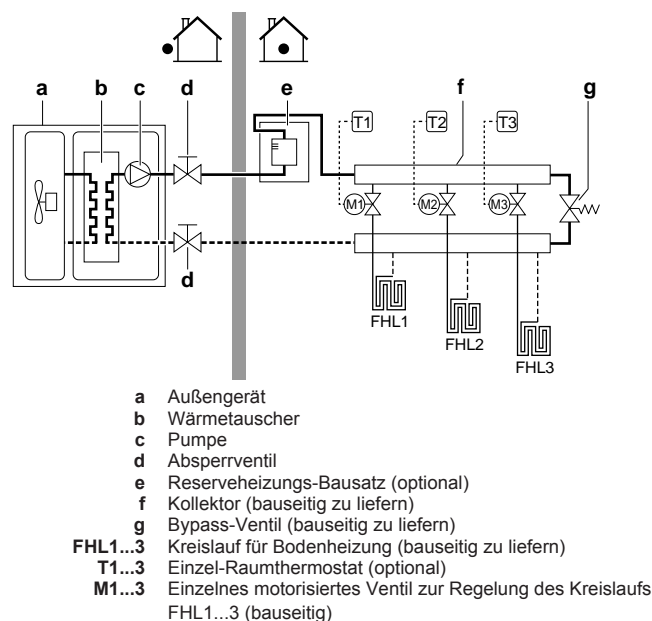 a b c d e f g
T1 T2 T3
M1 M2 M3
d
FHL1
FHL2
FHL3
a Außengerät
b Wärmetauscher
c Pumpe
d Absperrventil
e Reserveheizungs-Bausatz (optional)
f Kollektor (bauseitig zu liefern)
g Bypass-Ventil (bauseitig zu liefern)
FHL1...3 Kreislauf für Bodenheizung (bauseitig zu liefern)
T1...3 Einzel-Raumthermostat (optional)
M1...3 Einzelnes motorisiertes Ventil zur Regelung des Kreislaufs
FHL1...3 (bauseitig)